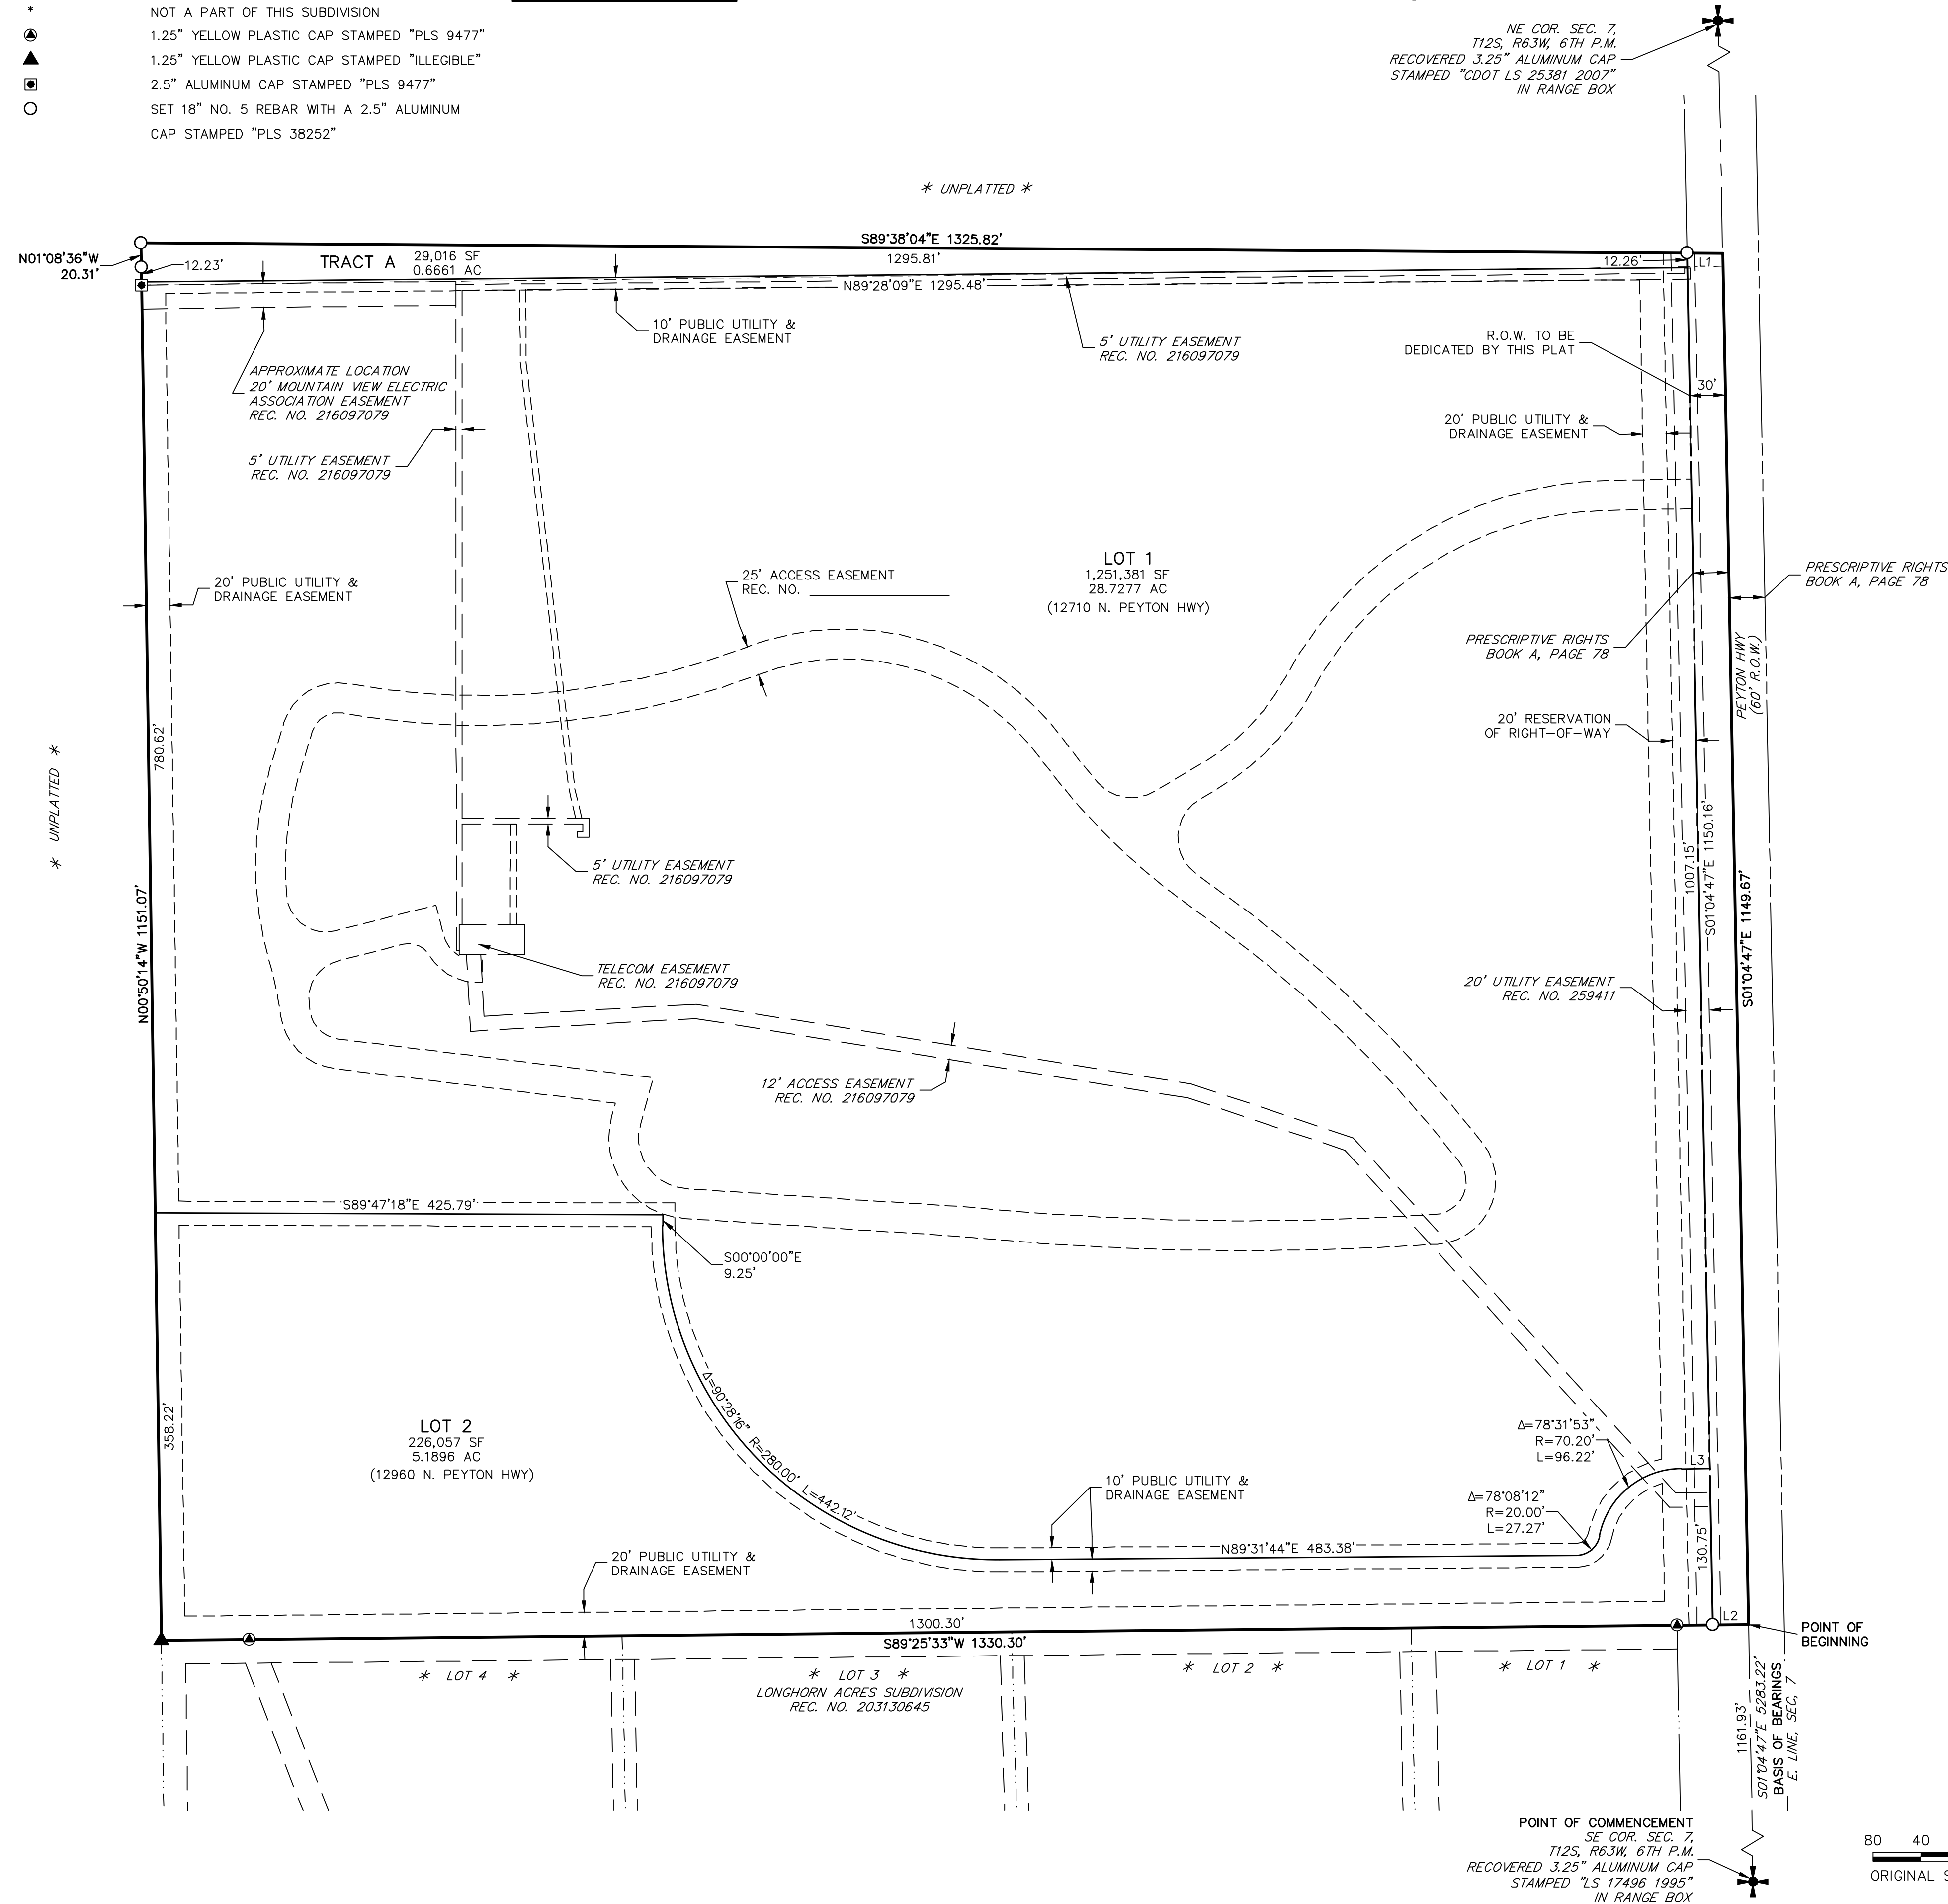 * NOT A PART OF THIS SUBDIVISION
1.25" YELLOW PLASTIC CAP STAMPED "PLS 9477"
1.25" YELLOW PLASTIC CAP STAMPED "ILLEGIBLE"
2.5" ALUMINUM CAP STAMPED "PLS 9477"
SET 18" NO. 5 REBAR WITH A 2.5" ALUMINUM
CAP STAMPED "PLS 38252"
NE COR. SEC. 7,
T12S, R63W, 6TH P.M.
RECOVERED 3.25" ALUMINUM CAP
STAMPED "CDOT LS 25381 2007"
IN RANGE BOX
* UNPLATTED *
S89°38'04"E 1325.82'
1295.81'
N01°08'36"W
20.31'
12.23'
TRACT A
29,016 SF
0.6661 AC
12.26'
L1
N89°28'09"E 1295.48'
10' PUBLIC UTILITY &
DRAINAGE EASEMENT
5' UTILITY EASEMENT
REC. NO. 216097079
R.O.W. TO BE
DEDICATED BY THIS PLAT
30'
APPROXIMATE LOCATION
20' MOUNTAIN VIEW ELECTRIC
ASSOCIATION EASEMENT
REC. NO. 216097079
20' PUBLIC UTILITY &
DRAINAGE EASEMENT
5' UTILITY EASEMENT
REC. NO. 216097079
LOT 1
1,251,381 SF
28.7277 AC
(12710 N. PEYTON HWY)
25' ACCESS EASEMENT
REC. NO.
20' PUBLIC UTILITY &
DRAINAGE EASEMENT
PRESCRIPTIVE RIGHTS
BOOK A, PAGE 78
PRESCRIPTIVE RIGHTS
BOOK A, PAGE 78
PEYTON HWY
(60' R.O.W.)
20' RESERVATION
OF RIGHT-OF-WAY
780.62'
* UNPLATTED *
N00°50'14"W 1151.07'
1007.15'
S01°04'47"E 1150.16'
S01°04'47"E 1149.67'
5' UTILITY EASEMENT
REC. NO. 216097079
TELECOM EASEMENT
REC. NO. 216097079
20' UTILITY EASEMENT
REC. NO. 259411
12' ACCESS EASEMENT
REC. NO. 216097079
S89°47'18"E 425.79'
S00°00'00"E
9.25'
358.22'
LOT 2
226,057 SF
5.1896 AC
(12960 N. PEYTON HWY)
Δ=90°28'16" R=280.00' L=442.12'
Δ=78°31'53"
R=70.20'
L=96.22'
L3
Δ=78°08'12"
R=20.00'
L=27.27'
10' PUBLIC UTILITY &
DRAINAGE EASEMENT
N89°31'44"E 483.38'
130.75'
20' PUBLIC UTILITY &
DRAINAGE EASEMENT
1300.30'
S89°25'33"W 1330.30'
L2
POINT OF
BEGINNING
* LOT 4 *
* LOT 3 *
* LOT 2 *
* LOT 1 *
LONGHORN ACRES SUBDIVISION
REC. NO. 203130645
1161.93'
S01°04'47"E 5283.22'
BASIS OF BEARINGS
E. LINE, SEC, 7
POINT OF COMMENCEMENT
SE COR. SEC. 7,
T12S, R63W, 6TH P.M.
RECOVERED 3.25" ALUMINUM CAP
STAMPED "LS 17496 1995"
IN RANGE BOX
80 40
ORIGINAL S